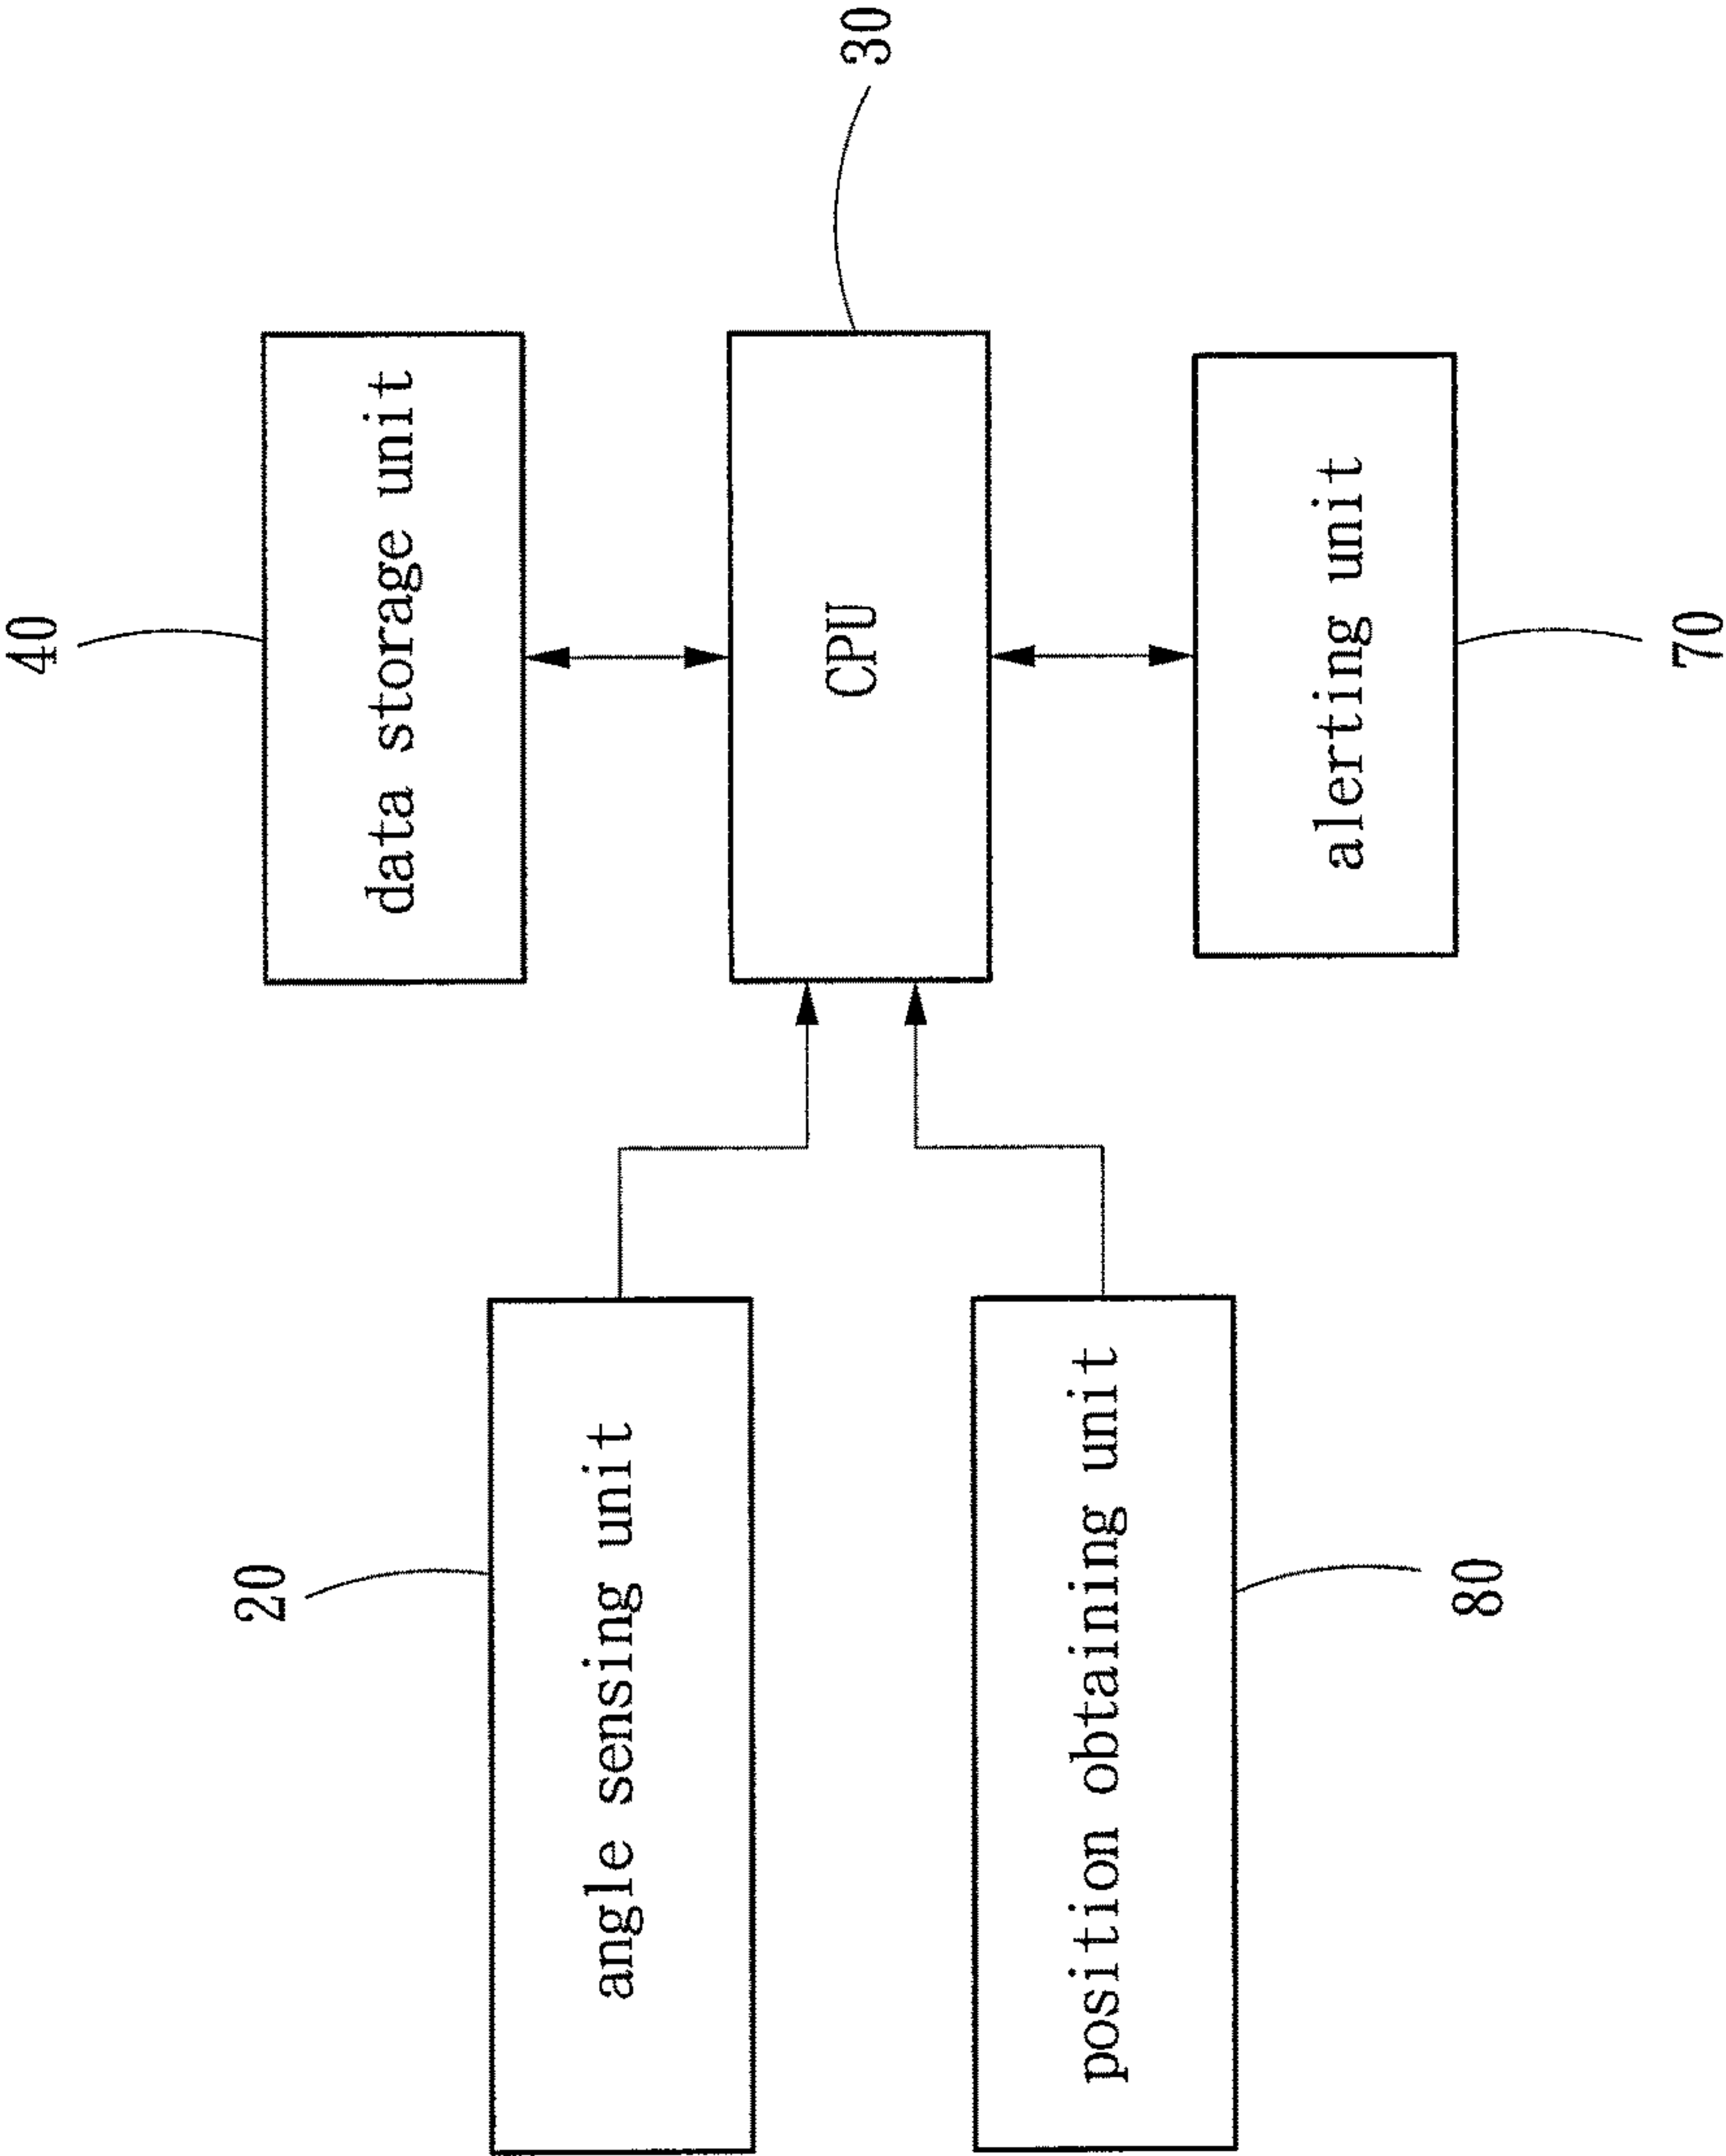 40
data storage unit
20
angle sensing unit
CPU
30
position obtaining unit
80
alerting unit
70